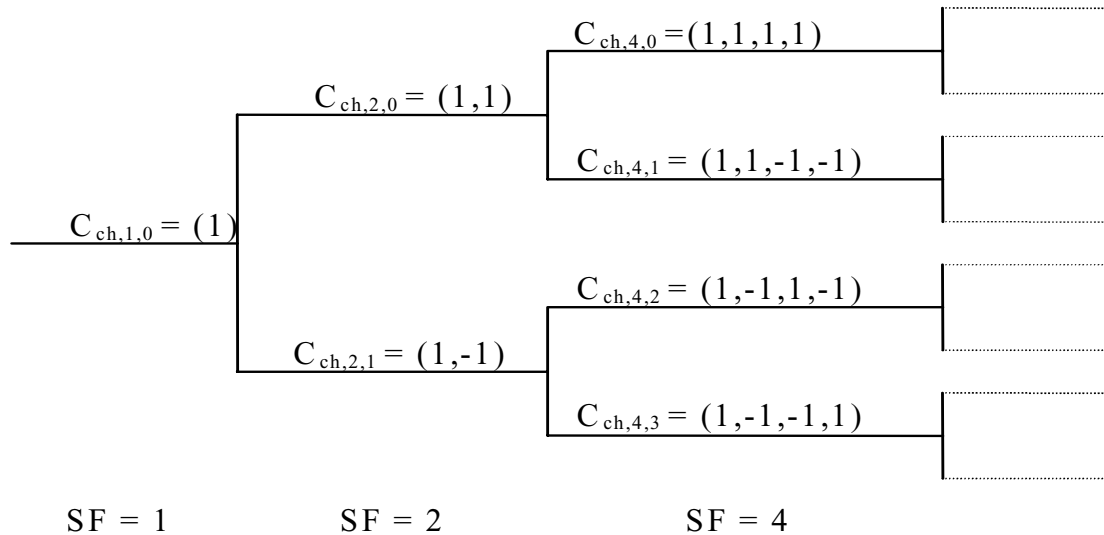 C ch,4,0 =(1,1,1,1)
C ch,2,0 = (1,1)
C ch,4,1 = (1,1,-1,-1)
C ch,1,0 = (1)
C ch,4,2 = (1,-1,1,-1)
C ch,2,1 = (1,-1)
C ch,4,3 = (1,-1,-1,1)
SF = 1 SF = 2 SF = 4